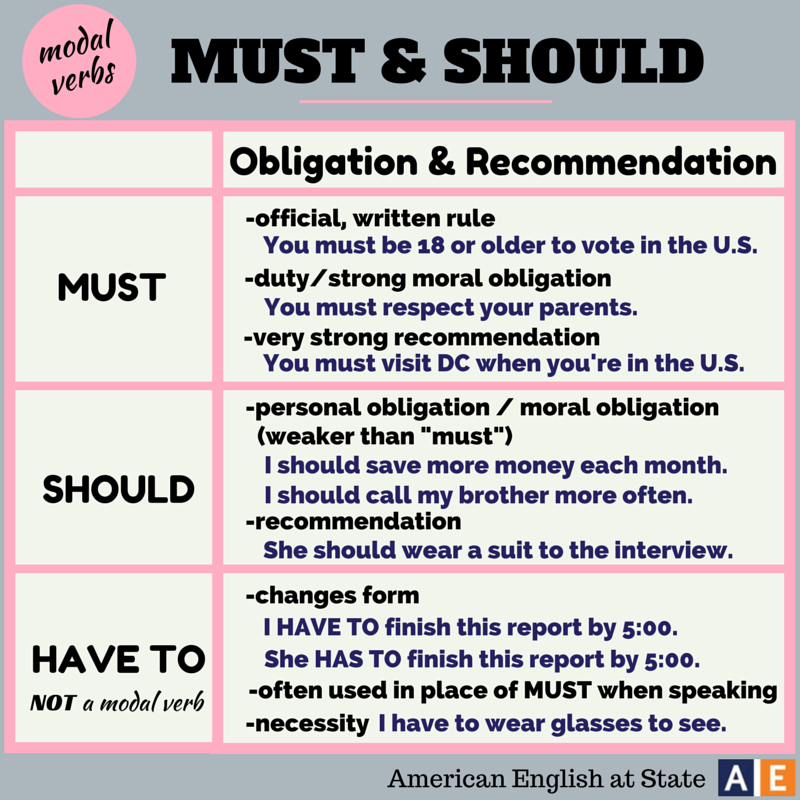 modal
verbs
MUST & SHOULD
Obligation & Recommendation
MUST
-official, written rule
You must be 18 or older to vote in the U.S.
-duty/strong moral obligation
You must respect your parents.
-very strong recommendation
You must visit DC when you're in the U.S.
SHOULD
-personal obligation / moral obligation
(weaker than "must")
I should save more money each month.
I should call my brother more often.
-recommendation
She should wear a suit to the interview.
HAVE TO
NOT a modal verb
-changes form
I HAVE TO finish this report by 5:00.
She HAS TO finish this report by 5:00.
-often used in place of MUST when speaking
-necessity I have to wear glasses to see.
American English at State AE